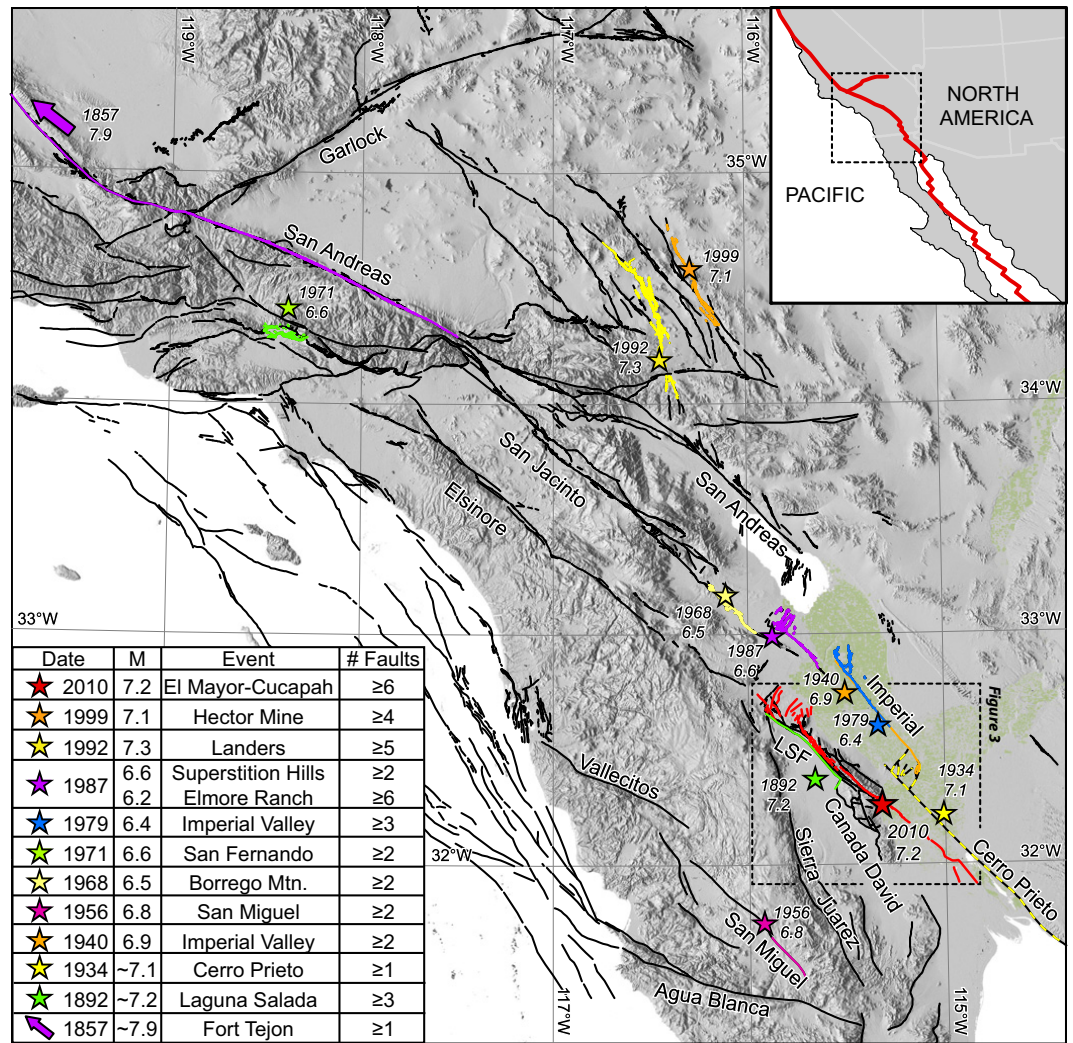 119°W
118°W
117°W
116°W
1857
7.9
Garlock
35°W
NORTH
AMERICA
PACIFIC
San Andreas
1999
7.1
1971
6.6
1992
7.3
34°W
San Jacinto
Elsinore
San Andreas
33°W
1968
6.5
33°W
1987
6.6
1940
6.9
Imperial
Figure 3
1979
6.4
LSF
1892
7.2
1934
7.1
Vallecitos
2010
7.2
Canada David
Sierra Juarez
Cerro Prieto
32°W
32°W
1956
6.8
San Miguel
Agua Blanca
117°W
115°W
Date M Event # Faults
2010 7.2 El Mayor-Cucapah ≥6
1999 7.1 Hector Mine ≥4
1992 7.3 Landers ≥5
1987 6.6 Superstition Hills ≥2
6.2 Elmore Ranch ≥6
1979 6.4 Imperial Valley ≥3
1971 6.6 San Fernando ≥2
1968 6.5 Borrego Mtn. ≥2
1956 6.8 San Miguel ≥2
1940 6.9 Imperial Valley ≥2
1934 ~7.1 Cerro Prieto ≥1
1892 ~7.2 Laguna Salada ≥3
1857 ~7.9 Fort Tejon ≥1